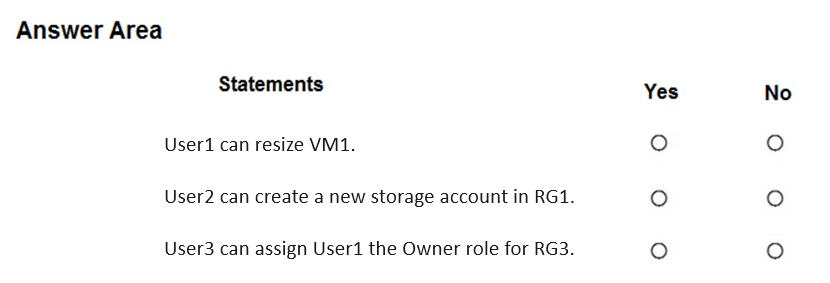 Answer Area
Statements Yes No
User1 can resize VM1.
User2 can create a new storage account in RG1.
User3 can assign User1 the Owner role for RG3.